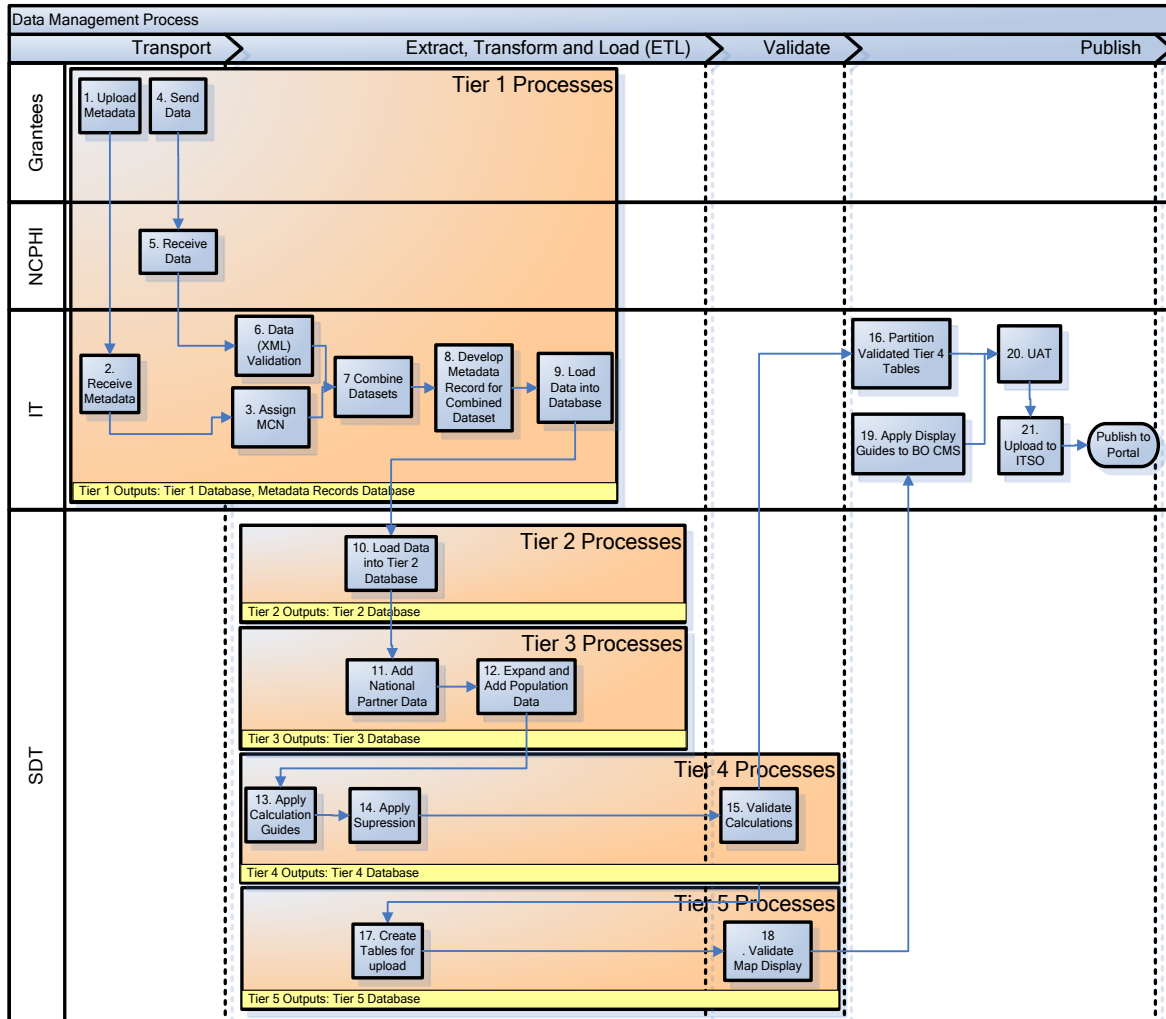 Data Management Process
Transport
Extract, Transform and Load (ETL)
Validate
Publish
Grantees
Tier 1 Processes
1. Upload
Metadata
4. Send
Data
NCPHI
5. Receive
Data
IT
2.
Receive
Metadata
6. Data
(XML)
Validation
3. Assign
MCN
7 Combine
Datasets
8. Develop
Metadata
Record for
Combined
Dataset
9. Load
Data into
Database
Tier 1 Outputs: Tier 1 Database, Metadata Records Database
16. Partition
Validated Tier 4
Tables
20. UAT
19. Apply Display
Guides to BO CMS
21.
Upload to
ITSO
Publish to
Portal
SDT
Tier 2 Processes
10. Load Data
into Tier 2
Database
Tier 2 Outputs: Tier 2 Database
Tier 3 Processes
11. Add
National
Partner Data
12. Expand and
Add Population
Data
Tier 3 Outputs: Tier 3 Database
Tier 4 Processes
13. Apply
Calculation
Guides
14. Apply
Supression
15. Validate
Calculations
Tier 4 Outputs: Tier 4 Database
Tier 5 Processes
17. Create
Tables for
upload
18
. Validate
Map Display
Tier 5 Outputs: Tier 5 Database